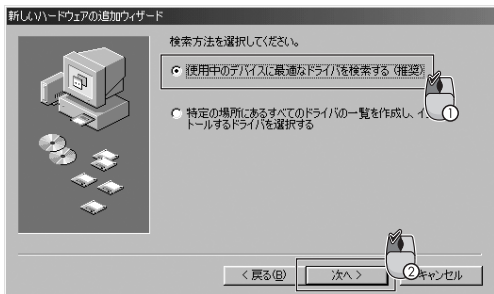 新しいハードウェアの追加ウィザード
検索方法を選択してください。
使用中のデバイスに最適なドライバを検索する(推奨)
①
特定の場所にあるすべてのドライバの一覧を作成し、イ
トールするドライバを選択する
< 戻る(B)
次へ >
②
キャンセル